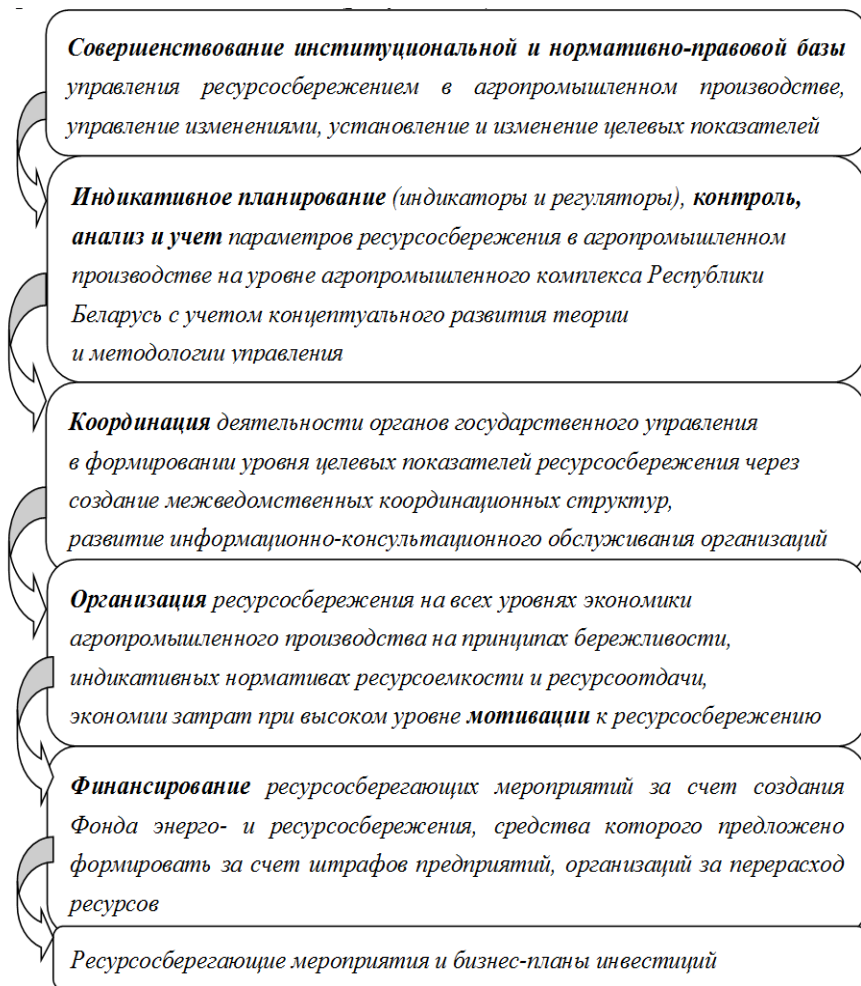 Совершенствование институциональной и нормативно-правовой базы
управления ресурсосбережением в агропромышленном производстве,
управление изменениями, установление и изменение целевых показателей
Индикативное планирование (индикаторы и регуляторы), контроль,
анализ и учет параметров ресурсосбережения в агропромышленном
производстве на уровне агропромышленного комплекса Республики
Беларусь с учетом концептуального развития теории
и методологии управления
Координация деятельности органов государственного управления
в формировании уровня целевых показателей ресурсосбережения через
создание межведомственных координационных структур,
развитие информационно-консультационного обслуживания организаций
Организация ресурсосбережения на всех уровнях экономики
агропромышленного производства на принципах бережливости,
индикативных нормативах ресурсоемкости и ресурсоотдачи,
экономии затрат при высоком уровне мотивации к ресурсосбережению
Финансирование ресурсосберегающих мероприятий за счет создания
Фонда энерго- и ресурсосбережения, средства которого предложено
формировать за счет штрафов предприятий, организаций за перерасход
ресурсов
Ресурсосберегающие мероприятия и бизнес-планы инвестиций